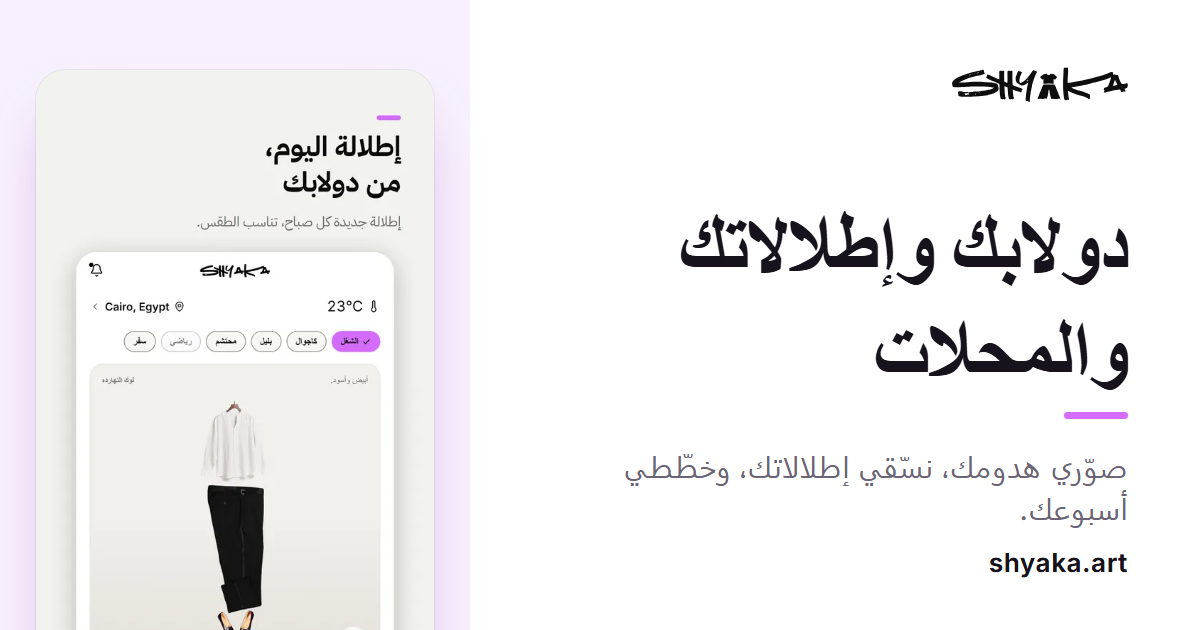 SHYAKA
دولابك وإطلالاتك
والمحلات
صوّري هدومك، نسّقي إطلالاتك، وخطّطي
أسبوعك.
shyaka.art
إطلالة اليوم،
من دولابك
إطلالة جديدة كل صباح، تناسب الطقس.
SHYAKA
23°C
Cairo, Egypt
الشغل
كاجوال
بليل
محتشم
رياضي
سفر
أبيض وأسود.
لوك النهارده